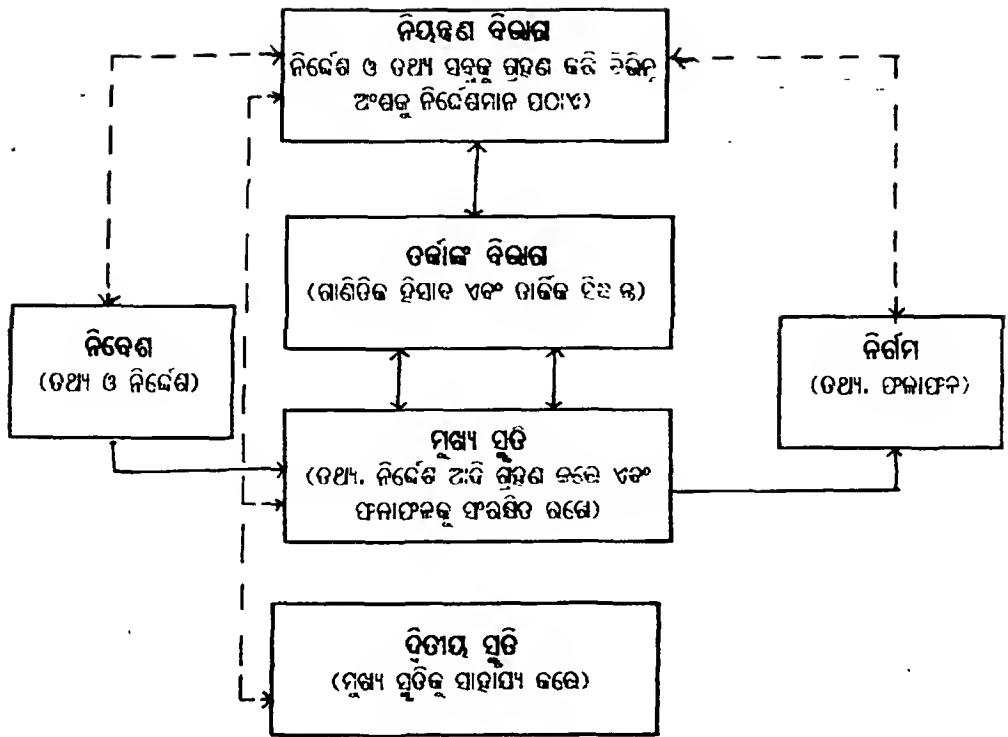 ନିୟନ୍ତ୍ରଣ ବିଭାଗ
ନିର୍ଦ୍ଦେଶ ଓ ତଥ୍ୟ ସବୁକୁ ଗ୍ରହଣ କରି ବିଭିନ୍ନ
ଅଂଶକୁ ନିର୍ଦ୍ଦେଶମାନ ପଠାଏ)
ତର୍କାଙ୍କ ବିଭାଗ
(ଗାଣିତିକ ହିସାବ ଏବଂ ତାର୍କିକ
ନିବେଶ
(ତଥ୍ୟ ଓ ନିର୍ଦ୍ଦେଶ)
ନିର୍ଗମ
(ତଥ୍ୟ. ଫଳାଫଳ)
ମୁଖ୍ୟ ସ୍ମୃତି
(ତଥ୍ୟ. ନିର୍ଦ୍ଦେଶ ଆଦି ଗ୍ରହଣ କରେ ଏବଂ
ଫଳାଫଳକୁ ସଂରକ୍ଷିତ ରଖେ)
ଦ୍ୱିତୀୟ ସ୍ମୃତି
(ମୁଖ୍ୟ ସ୍ମୃତିକୁ ସାହାଯ୍ୟ କରେ)